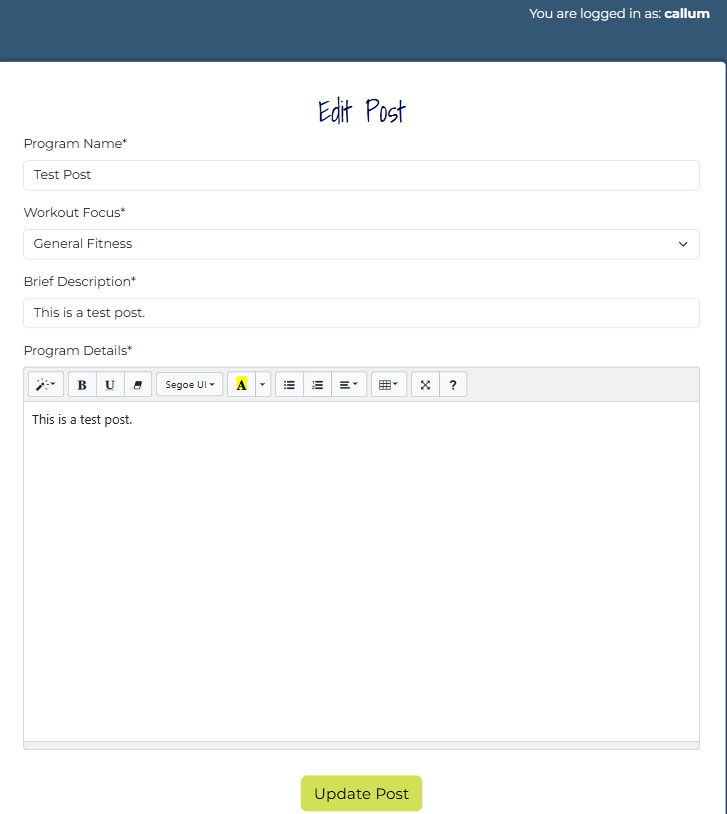 You are logged in as: callum
Edit Post
Program Name*
Test Post
Workout Focus*
General Fitness
Brief Description*
This is a test post.
Program Details*
B U Segoe UI A ?
This is a test post.
Update Post